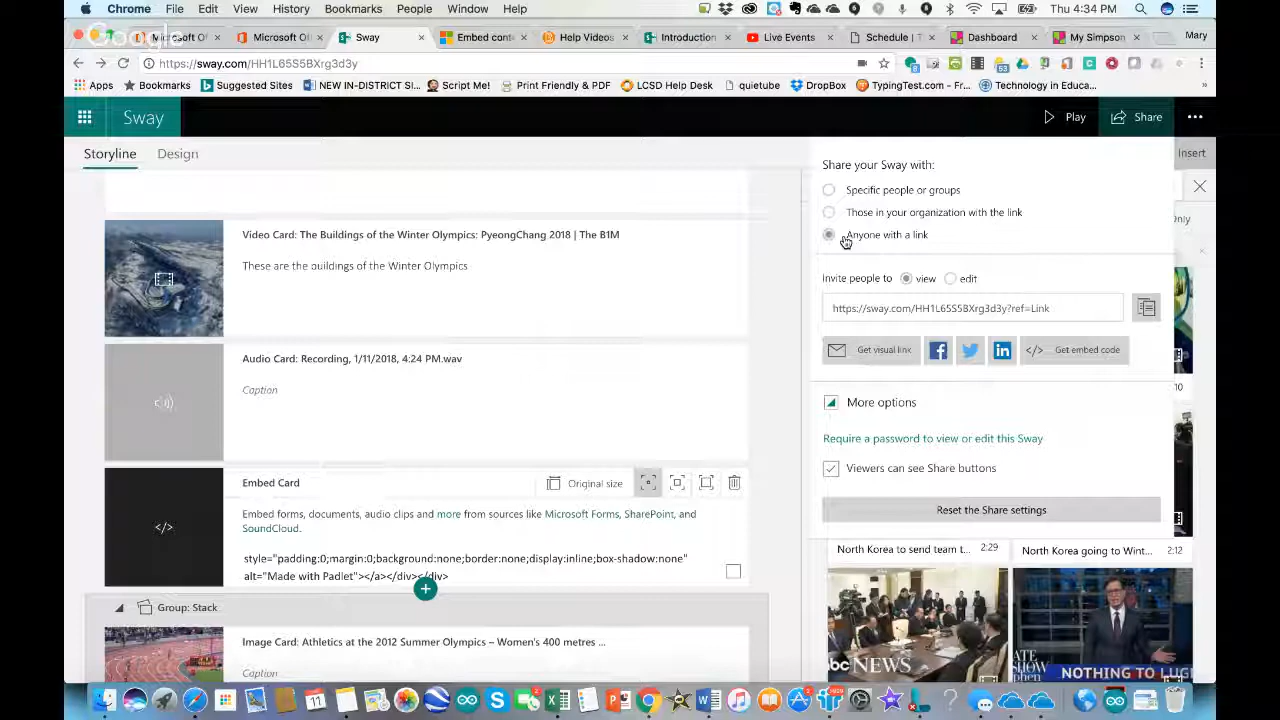 Chrome File Edit View History Bookmarks People Window Help Thu 4:34 PM
Google
Microsoft Of Microsoft Of Sway Embed cont Help Videos Introduction Live Events Schedule | Dashboard My Simpson Mary
https://sway.com/HH1L65S5BXrg3d3y
Apps Bookmarks Suggested Sites NEW IN-DISTRICT SI... Script Me! Print Friendly & PDF LCSD Help Desk quietube DropBox TypingTest.com - Fr... Technology in Educa...
Sway Play Share
Storyline Design Insert
Share your Sway with:
Specific people or groups
Those in your organization with the link
Only
Anyone with a link
Video Card: The Buildings of the Winter Olympics: PyeongChang 2018 | The B1M
These are the buildings of the Winter Olympics
Invite people to view edit
https://sway.com/HH1L65S5BXrg3d3y?ref=Link
Get visual link Get embed code
Audio Card: Recording, 1/11/2018, 4:24 PM.wav
Caption
10
More options
Require a password to view or edit this Sway
Viewers can see Share buttons
Embed Card Original size
Reset the Share settings
Embed forms, documents, audio clips and more from sources like Microsoft Forms, SharePoint, and
SoundCloud.
style="padding:0;margin:0;background:none;border:none;display:inline;box-shadow:none"
alt="Made with Padlet"></a></div></div>
North Korea to send team t... 2:29 North Korea going to Wint... 2:12
Group: Stack
Image Card: Athletics at the 2012 Summer Olympics – Women's 400 metres ...
Caption
abc NEWS
ATE SHOW
phen
NOTHING TO LUGH